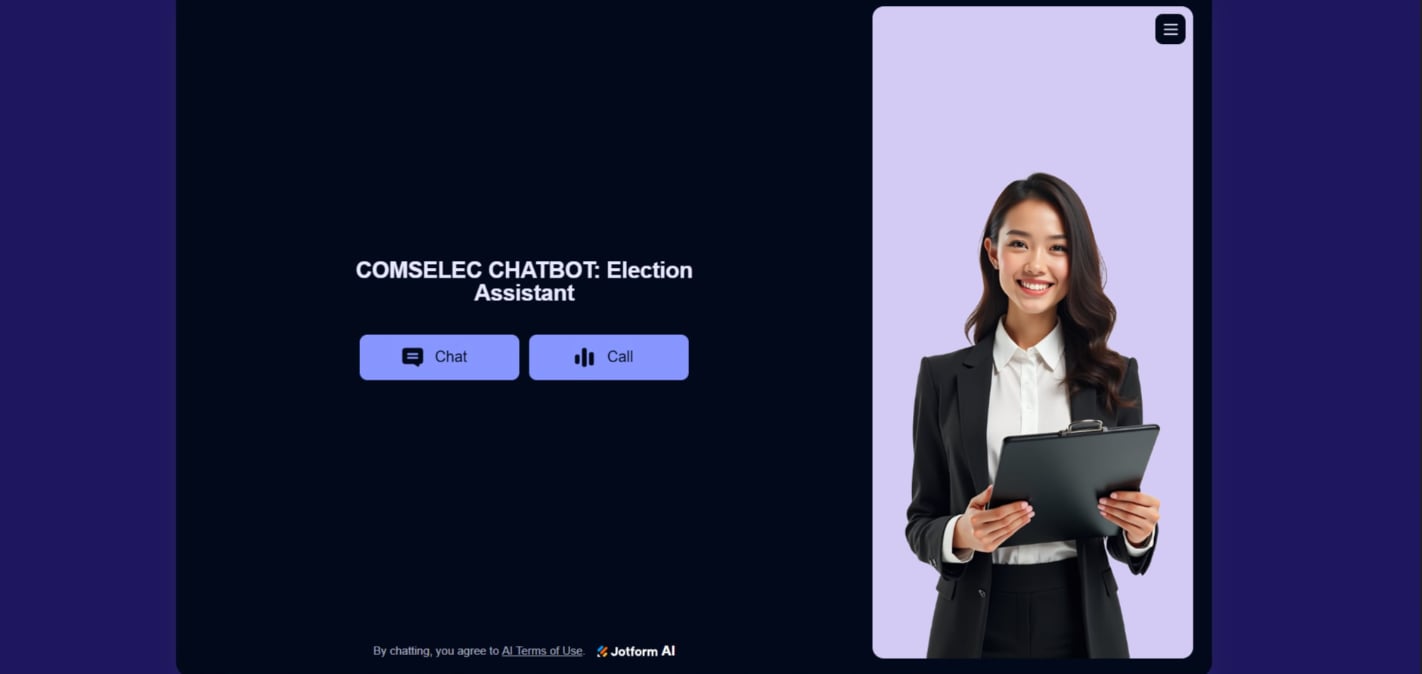 COMSELEC CHATBOT: Election
Assistant
Chat
Call
By chatting, you agree to AI Terms of Use.
Jotform AI